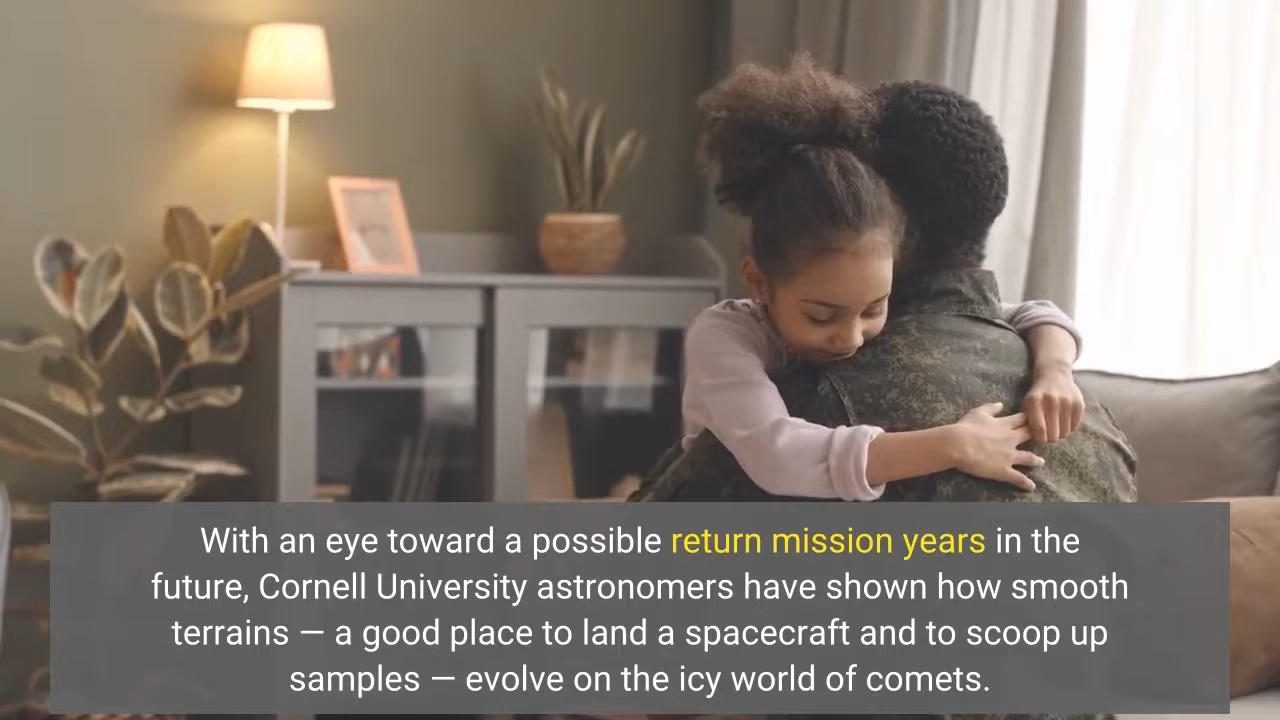 With an eye toward a possible return mission years in the
future, Cornell University astronomers have shown how smooth
terrains — a good place to land a spacecraft and to scoop up
samples — evolve on the icy world of comets.